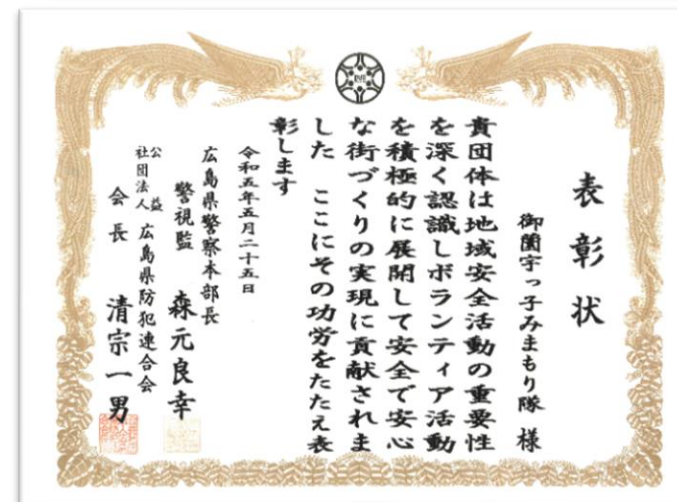 表彰状
御薗宇っ子みまもり隊 様
貴団体は地域安全活動の重要性
を深く認識しボランティア活動
を積極的に展開して安全で安心
な街づくりの実現に貢献されま
した ここにその功労をたたえ表
彰します
令和五年五月二十五日
広島県警察本部長
警視監 森元良幸
公益社団法人 広島県防犯連合会
会長 清宗一男